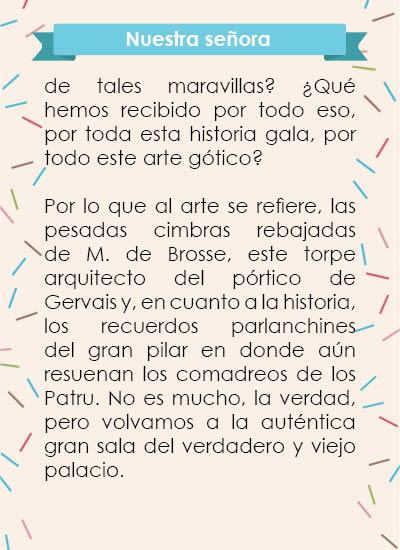 Nuestra señora
de tales maravillas? ¿Qué
hemos recibido por todo eso,
por toda esta historia gala, por
todo este arte gótico?
Por lo que al arte se refiere, las
pesadas cimbras rebajadas
de M. de Brosse, este torpe
arquitecto del pórtico de
Gervais y, en cuanto a la historia,
los recuerdos parlanchines
del gran pilar en donde aún
resuenan los comadreos de los
Patru. No es mucho, la verdad,
pero volvamos a la auténtica
gran sala del verdadero y viejo
palacio.